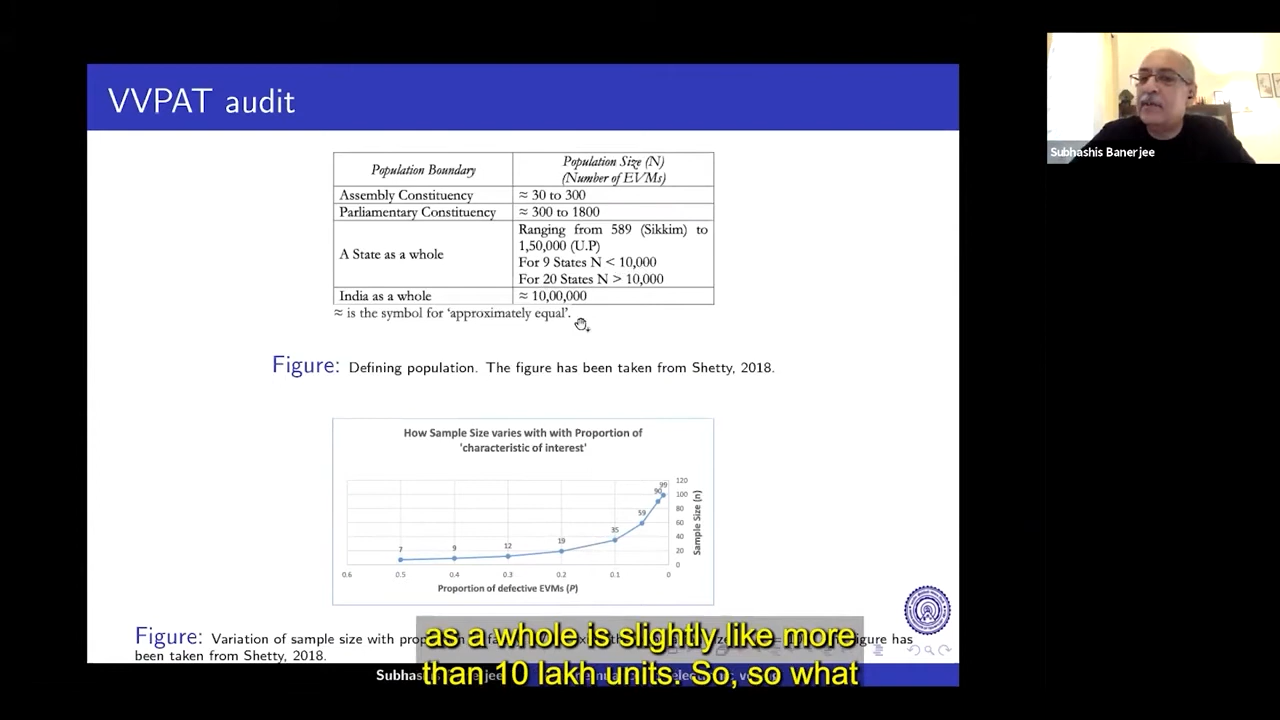 VVPAT audit
Population Boundary
Population Size (N)
(Number of EVMs)
Assembly Constituency
≈ 30 to 300
Parliamentary Constituency
≈ 300 to 1800
A State as a whole
Ranging from 589 (Sikkim) to
1,50,000 (U.P)
For 9 States N < 10,000
For 20 States N > 10,000
India as a whole
≈ 10,00,000
≈ is the symbol for 'approximately equal'.
Figure: Defining population. The figure has been taken from Shetty, 2018.
How Sample Size varies with with Proportion of
'characteristic of interest'
7 9 12 19 35 59 90 99
120
100
80
60
40
20
0
Sample Size (n)
0.6 0.5 0.4 0.3 0.2 0.1 0
Proportion of defective EVMs (P)
Figure: Variation of sample size with
figure has
been taken from Shetty, 2018.
as a whole is slightly like more
than 10 lakh units. So, so what
Subhashis Banerjee